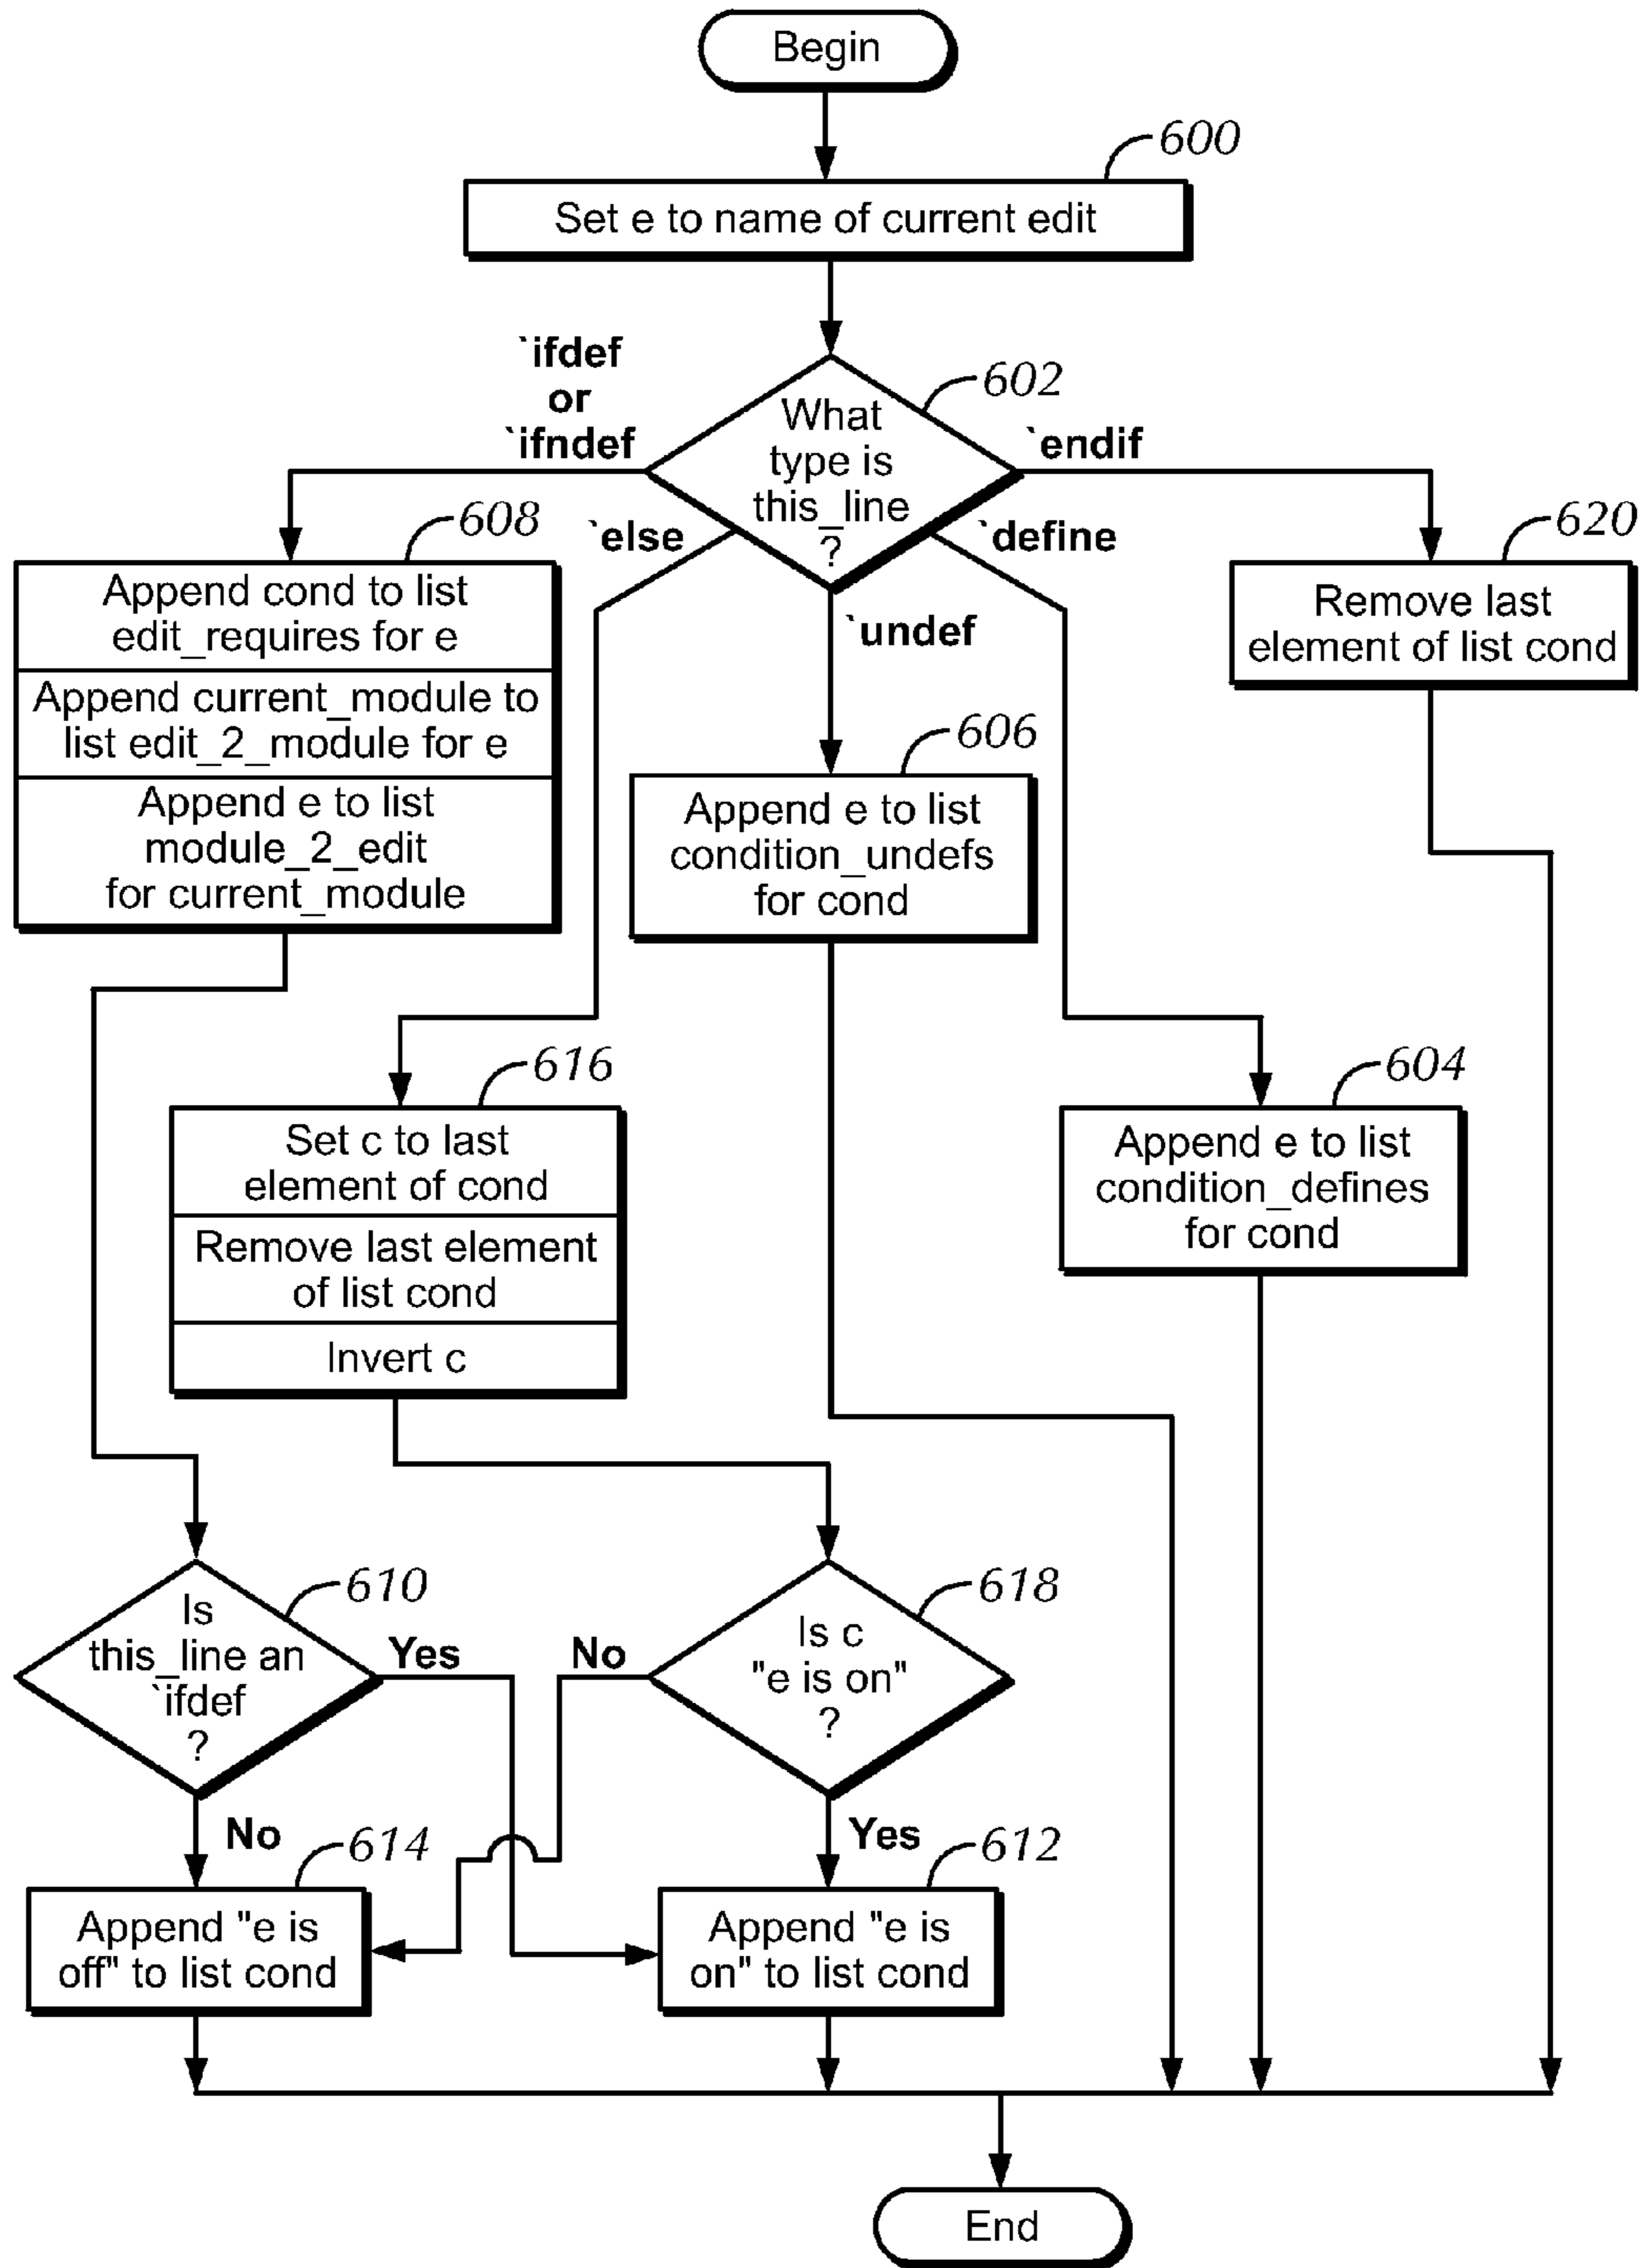 Begin
600
Set e to name of current edit
`ifdef
or
`ifndef
602
What
type is
this_line
?
`endif
`else
`define
`undef
608
Append cond to list
edit_requires for e
Append current_module to
list edit_2_module for e
Append e to list
module_2_edit
for current_module
620
Remove last
element of list cond
606
Append e to list
condition_undefs
for cond
616
Set c to last
element of cond
Remove last element
of list cond
Invert c
604
Append e to list
condition_defines
for cond
610
Is
this_line an
`ifdef
?
Yes
No
618
Is c
"e is on"
?
No
Yes
614
Append "e is
off" to list cond
612
Append "e is
on" to list cond
End